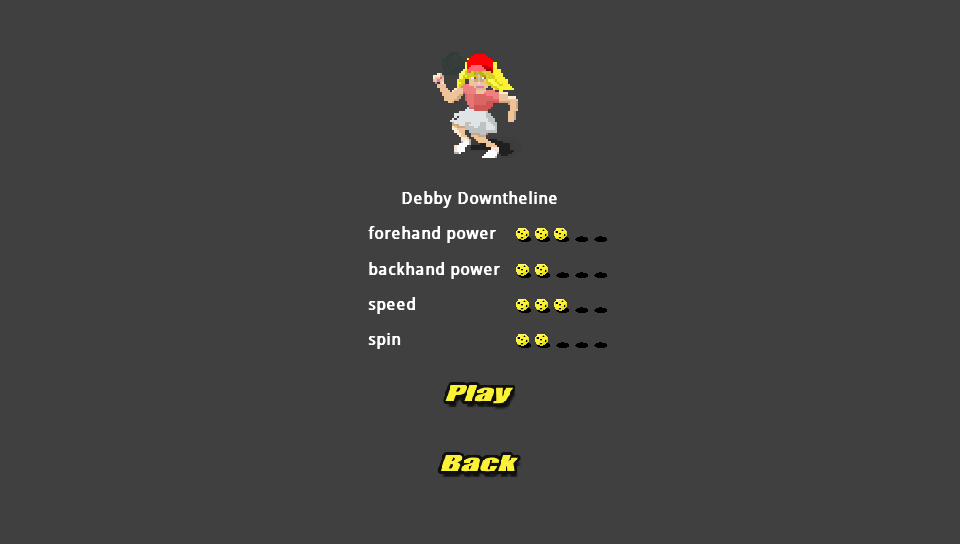 Debby Downtheline
forehand power
backhand power
speed
spin
Play
Back